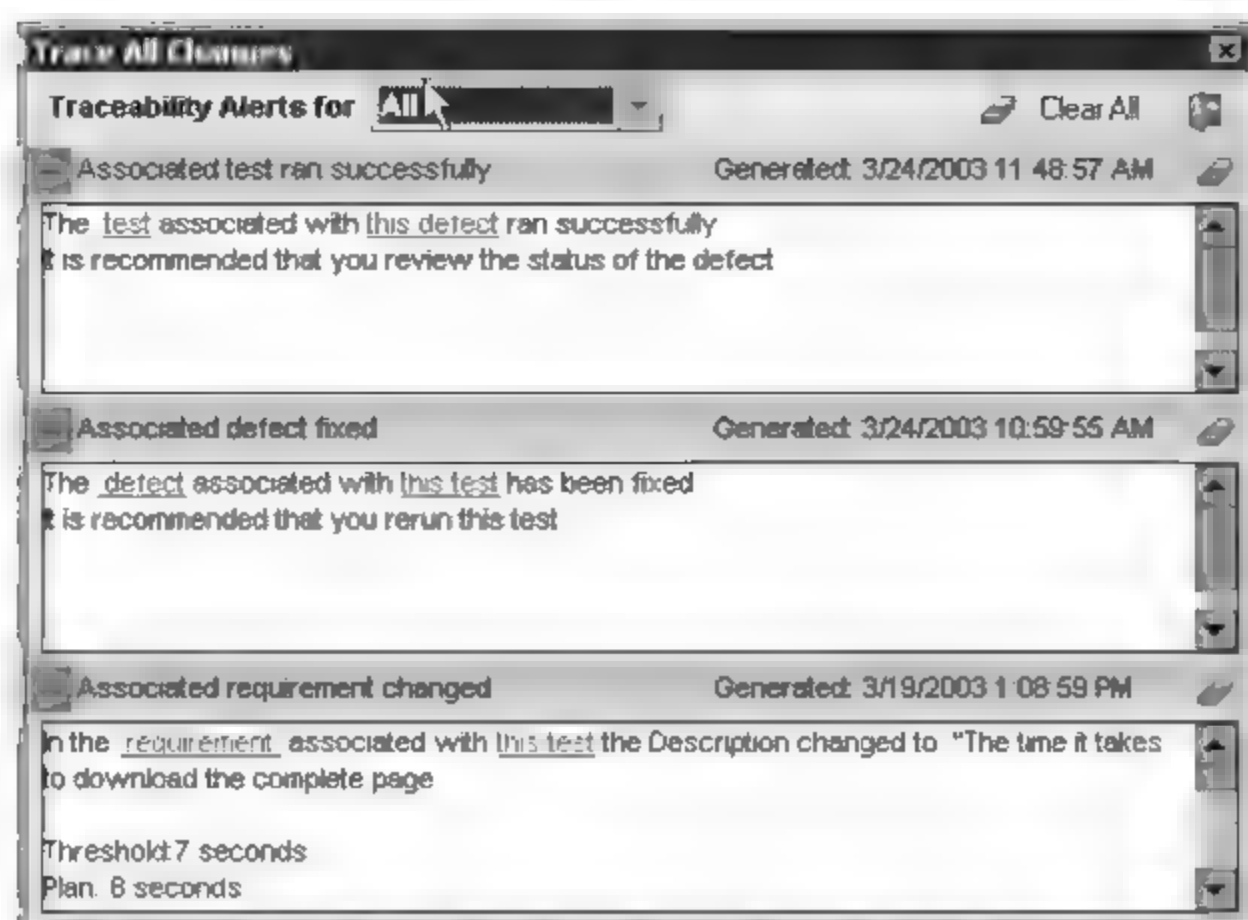 Trace All Changes
Traceability Alerts for All Clear All
Associated test ran successfully Generated: 3/24/2003 11:48:57 AM
The test associated with this defect ran successfully
It is recommended that you review the status of the defect
Associated defect fixed Generated: 3/24/2003 10:59:55 AM
The defect associated with this test has been fixed
It is recommended that you rerun this test
Associated requirement changed Generated: 3/19/2003 1:08:59 PM
In the requirement associated with this test the Description changed to "The time it takes
to download the complete page
Threshold:7 seconds
Plan. seconds